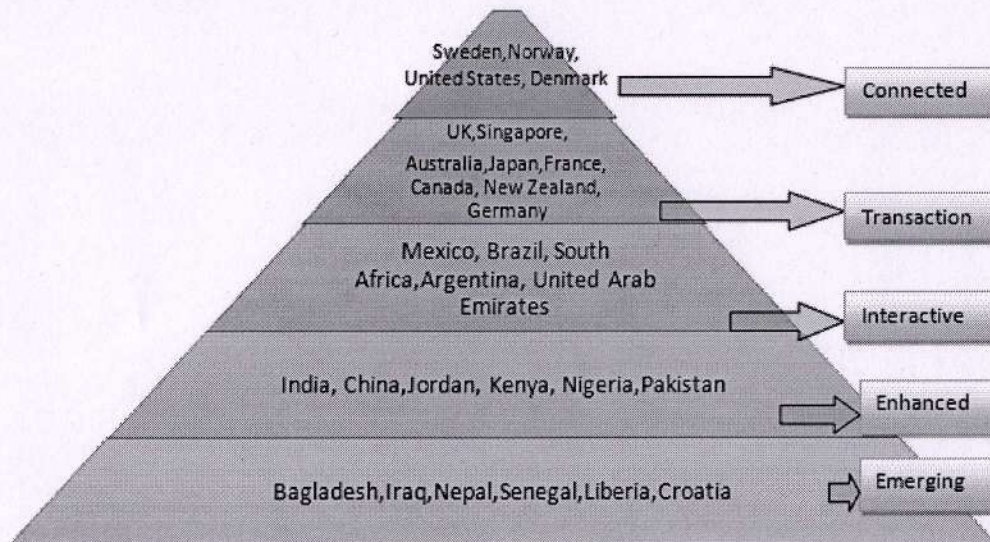 Sweden,Norway,
United States, Denmark
Connected
UK,Singapore,
Australia,Japan,France,
Canada, New Zealand,
Germany
Transaction
Mexico, Brazil, South
Africa,Argentina, United Arab
Emirates
Interactive
India, China,Jordan, Kenya, Nigeria,Pakistan
Enhanced
Bagladesh,Iraq,Nepal,Senegal,Liberia,Croatia
Emerging